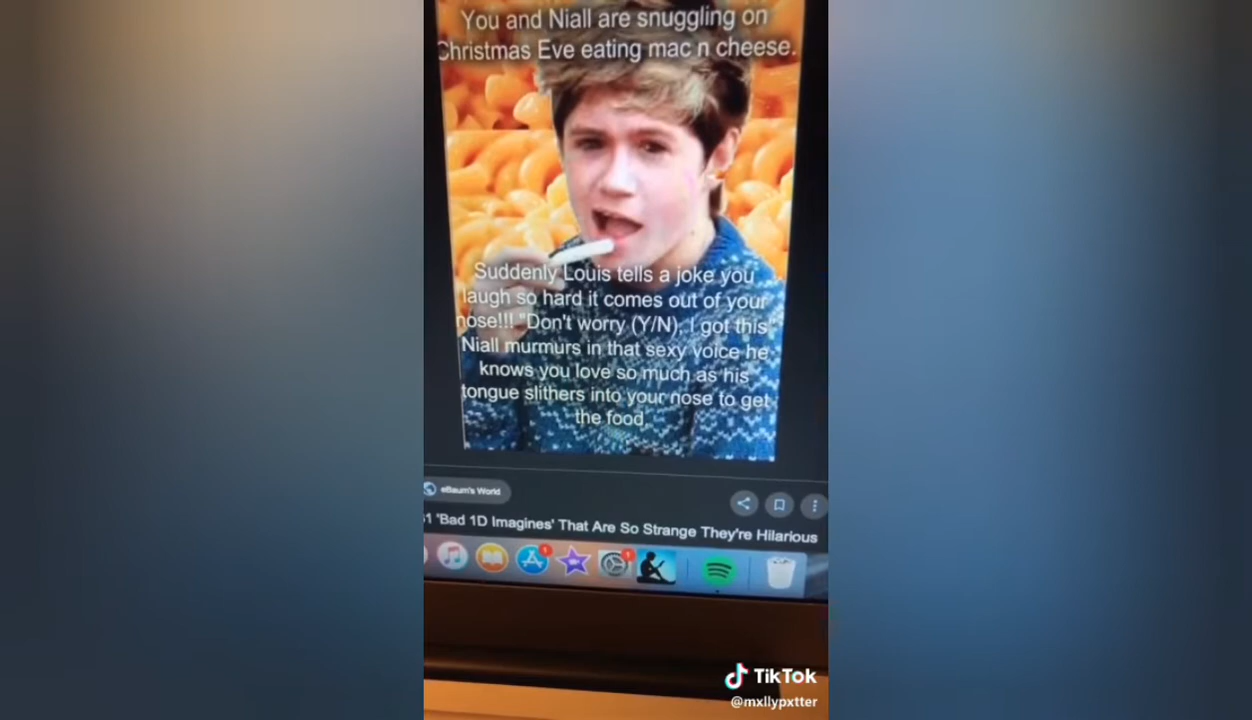 You and Niall are snuggling on
Christmas Eve eating mac n cheese.
Suddenly Louis tells a joke you
laugh so hard it comes out of your
nose!!! "Don't worry (Y/N), I got this"
Niall murmurs in that sexy voice he
knows you love so much as his
tongue slithers into your nose to get
the food.
World
'Bad 1D Imagines' That Are So Strange They're Hilarious
1
1
TikTok
@mxllypxtter